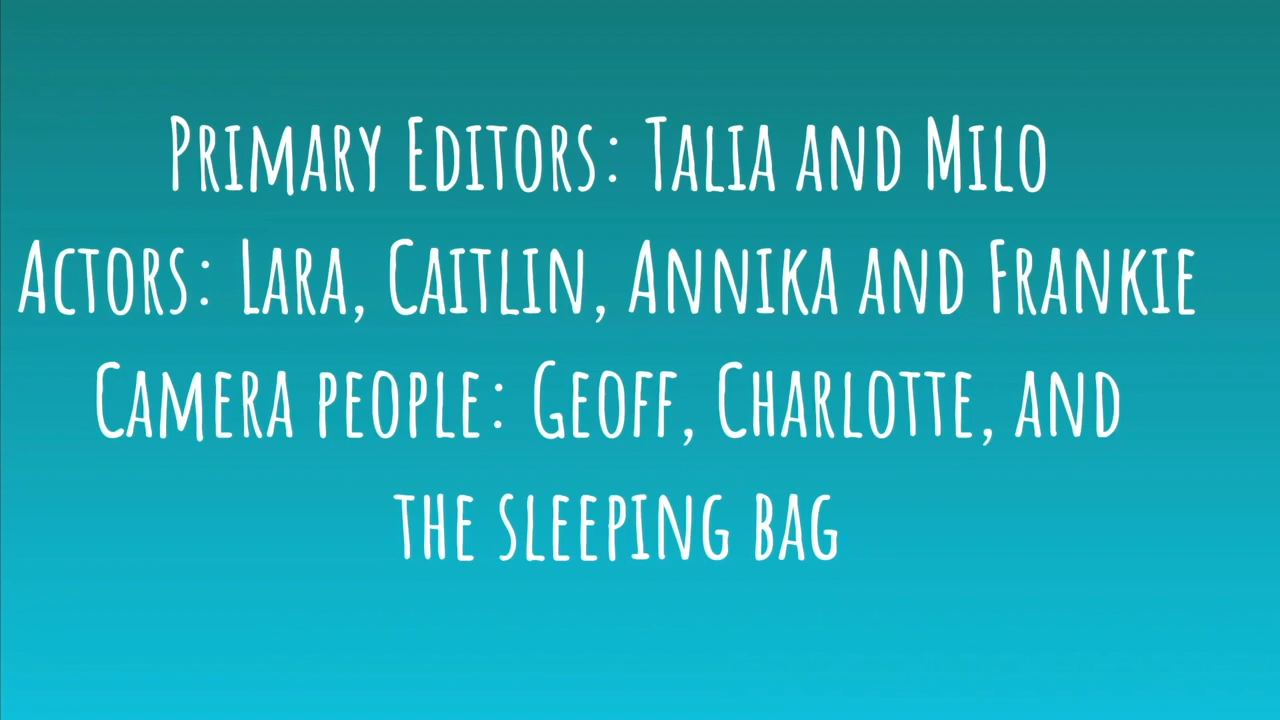 Primary Editors: Talia and Milo
Actors: Lara, Caitlin, Annika and Frankie
Camera people: Geoff, Charlotte, and
the sleeping bag